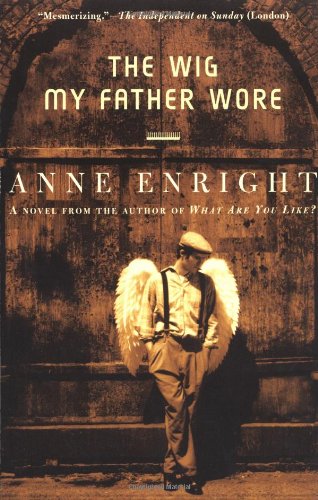 "Mesmerizing."—The Independent on Sunday (London)
THE WIG
MY FATHER WORE
ANNE ENRIGHT
A NOVEL FROM THE AUTHOR OF WHAT ARE YOU LIKE?